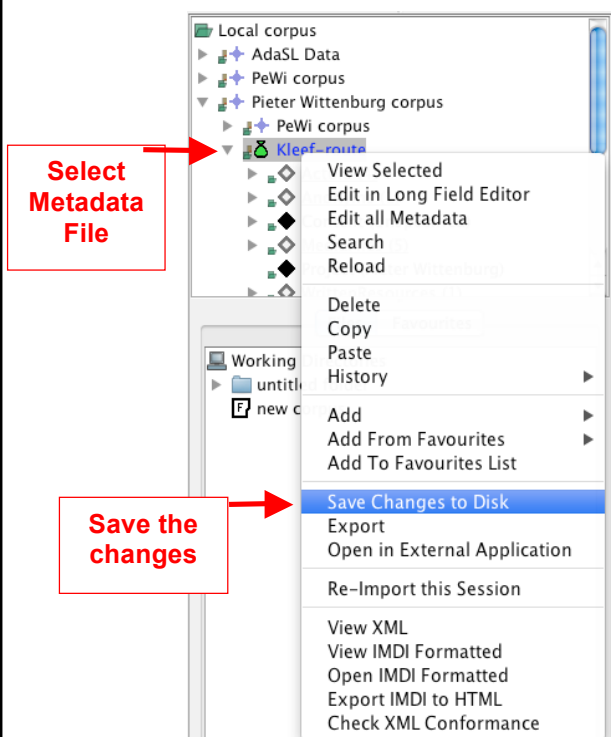 Local corpus
AdaSL Data
PeWi corpus
Pieter Wittenburg corpus
PeWi corpus
Kleef-route
Select
Metadata
File
View Selected
Edit in Long Field Editor
Edit all Metadata
Search
Reload
Delete
Copy
Paste
History
Favourites
Working
untitl
new c
Add
Add From Favourites
Add To Favourites List
Save the
changes
Save Changes to Disk
Export
Open in External Application
Re-Import this Session
View XML
View IMDI Formatted
Open IMDI Formatted
Export IMDI to HTML
Check XML Conformance